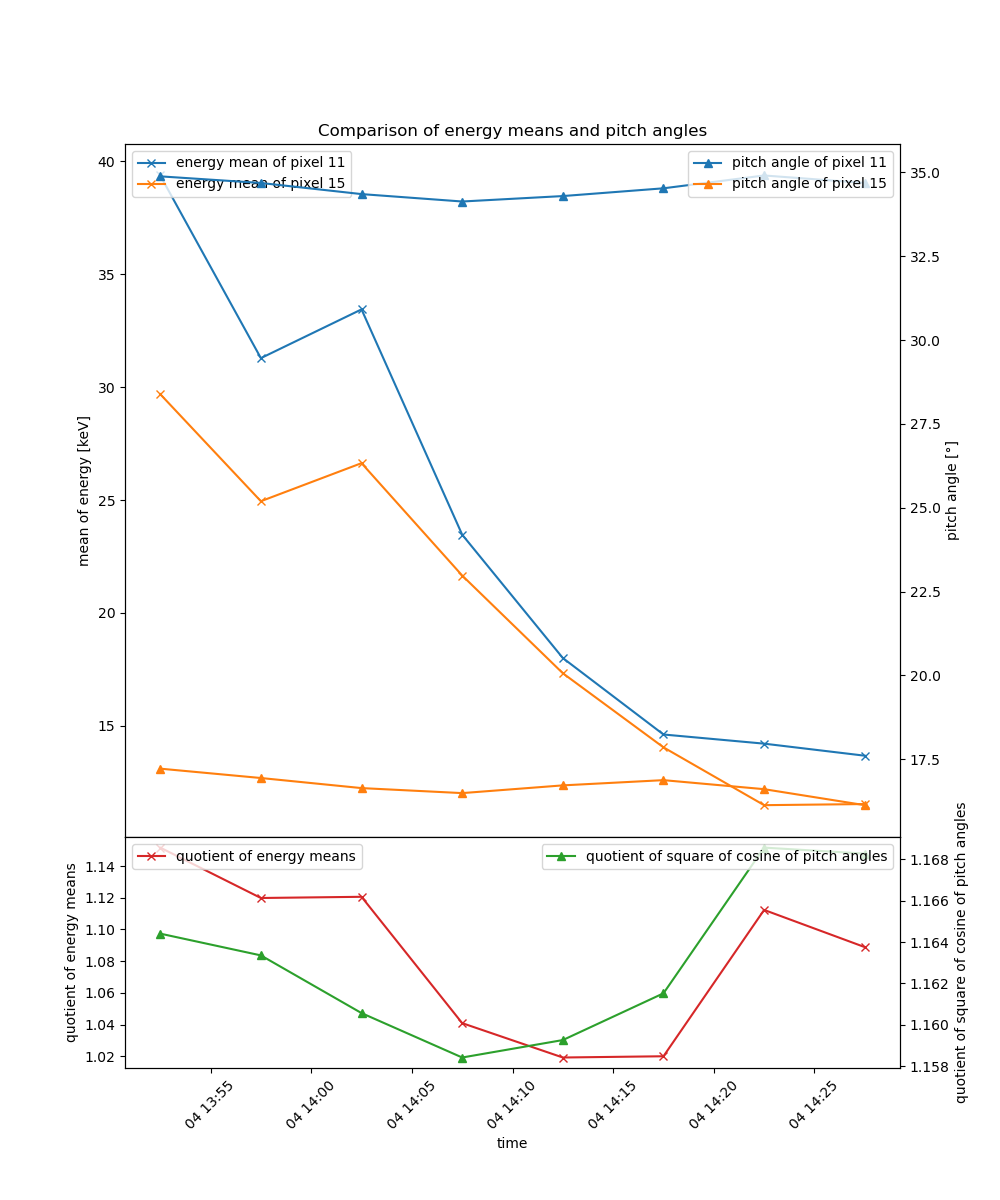 Comparison of energy means and pitch angles
energy mean of pixel 11
energy mean of pixel 15
pitch angle of pixel 11
pitch angle of pixel 15
40
35
30
25
20
15
mean of energy [keV]
35.0
32.5
30.0
27.5
25.0
22.5
20.0
17.5
pitch angle [°]
quotient of energy means
quotient of square of cosine of pitch angles
1.14
1.12
1.10
1.08
1.06
1.04
1.02
quotient of energy means
1.168
1.166
1.164
1.162
1.160
1.158
quotient of square of cosine of pitch angles
04 13:55
04 14:00
04 14:05
04 14:10
04 14:15
04 14:20
04 14:25
time